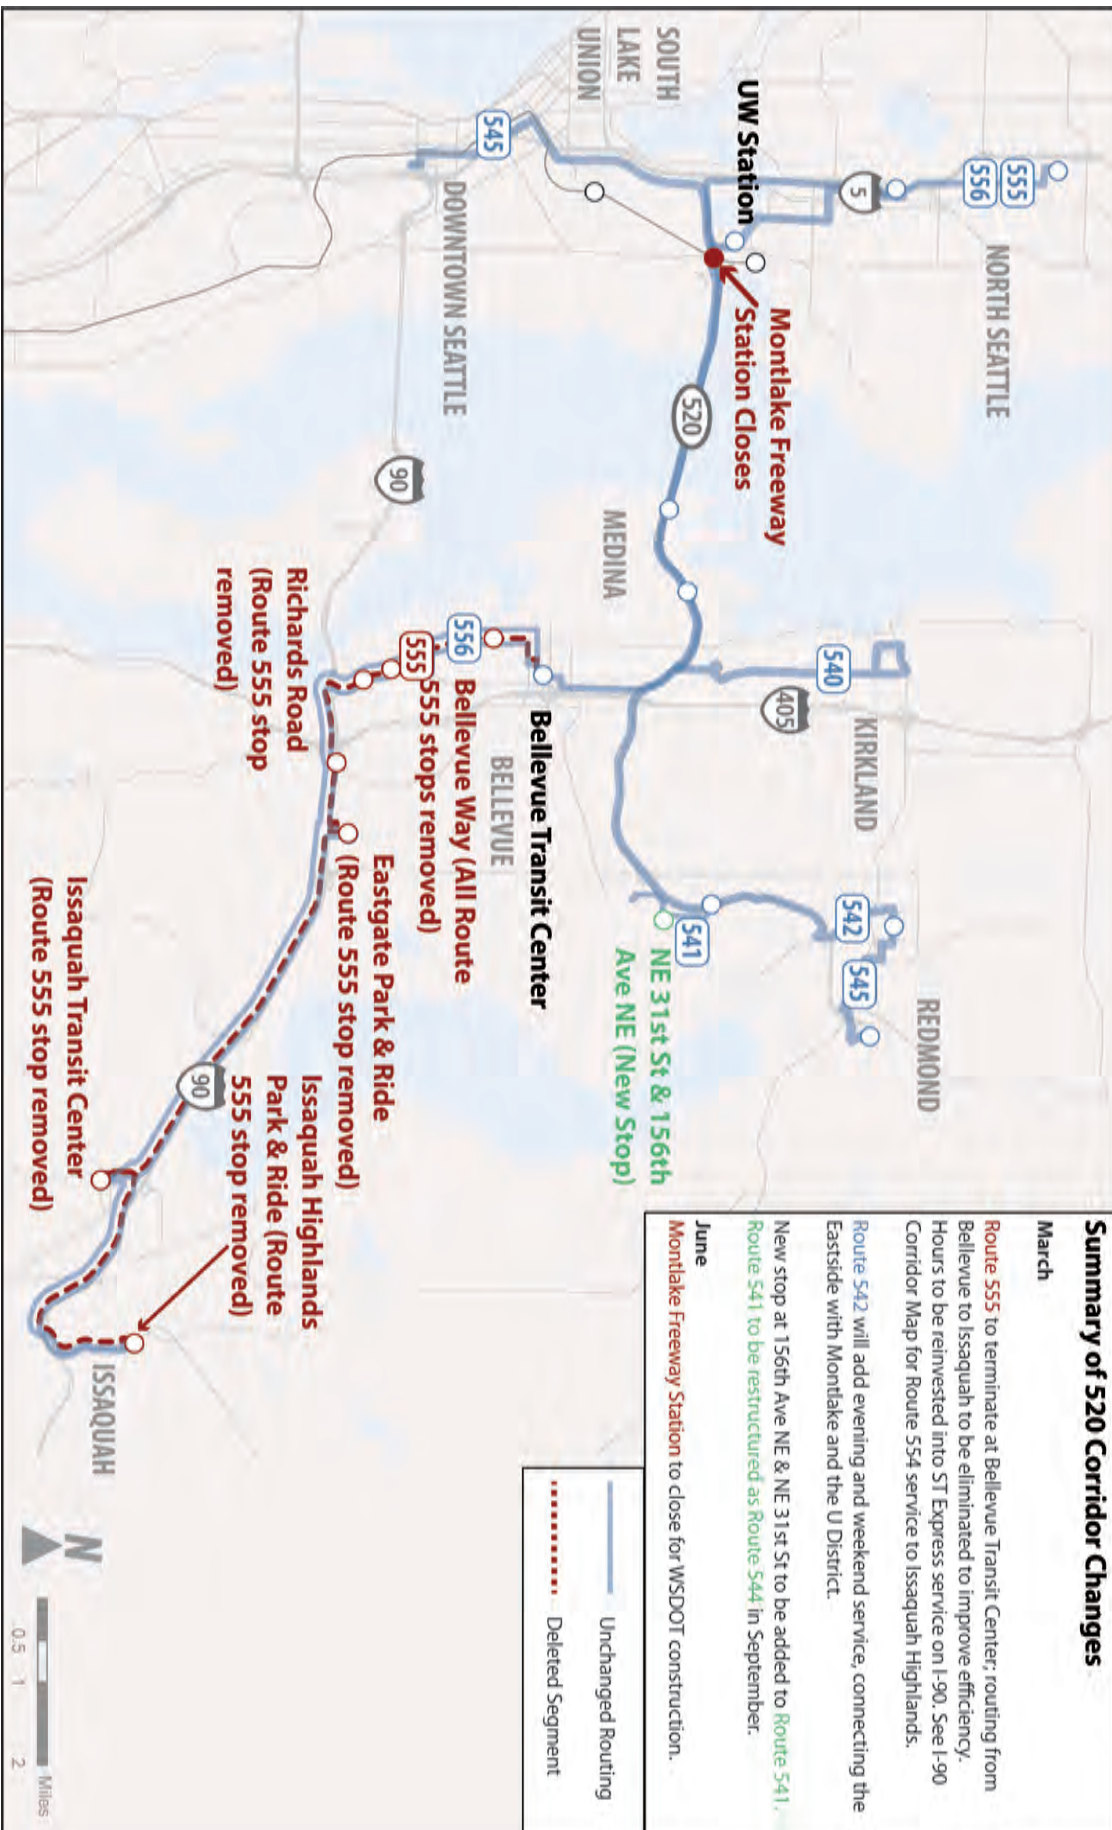 Summary of 520 Corridor Changes
March
Route 555 to terminate at Bellevue Transit Center; routing from
Bellevue to Issaquah to be eliminated to improve efficiency.
Hours to be reinvested into ST Express service on I-90. See I-90
Corridor Map for Route 554 service to Issaquah Highlands.
Route 542 will add evening and weekend service, connecting the
Eastside with Montlake and the U District.
New stop at 156th Ave NE & NE 31st St to be added to Route 541.
Route 541 to be restructured as Route 544 in September.
June
Montlake Freeway Station to close for WSDOT construction.
Unchanged Routing
Deleted Segment
555
556
NORTH SEATTLE
5
UW Station
SOUTH
LAKE
UNION
545
DOWNTOWN SEATTLE
Montlake Freeway
Station Closes
520
90
MEDINA
540
405
KIRKLAND
542
545
REDMOND
541
NE 31st St & 156th
Ave NE (New Stop)
Bellevue Transit Center
BELLEVUE
556
555
Bellevue Way (All Route
555 stops removed)
Richards Road
(Route 555 stop
removed)
Eastgate Park & Ride
(Route 555 stop removed)
90
Issaquah Highlands
Park & Ride (Route
555 stop removed)
Issaquah Transit Center
(Route 555 stop removed)
ISSAQUAH
N
0.5 1 2
Miles